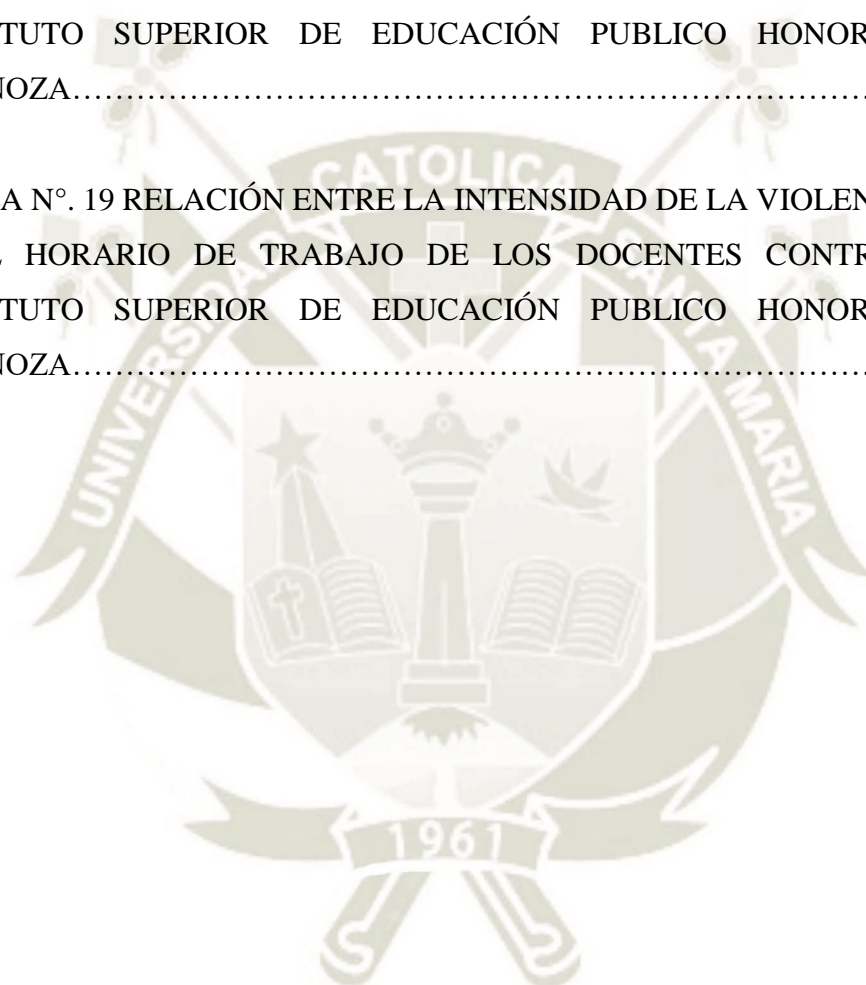 TUTO SUPERIOR DE EDUCACIÓN PUBLICO HONOR
NOZA……………………………………………………………………
A N°. 19 RELACIÓN ENTRE LA INTENSIDAD DE LA VIOLEN
HORARIO DE TRABAJO DE LOS DOCENTES CONTR
TUTO SUPERIOR DE EDUCACIÓN PUBLICO HONOR
NOZA……………………………………………………………………
UNIVERSIDAD CATOLICA SANTA MARIA
1961